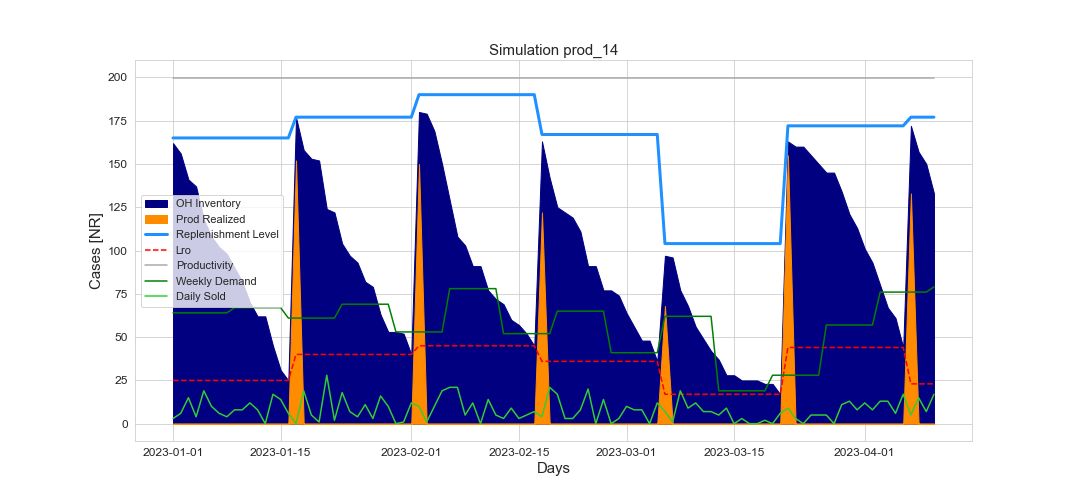 Simulation prod_14
Cases [NR]
200
175
150
125
100
75
50
25
0
OH Inventory
Prod Realized
Replenishment Level
Lro
Productivity
Weekly Demand
Daily Sold
2023-01-01 2023-01-15 2023-02-01 2023-02-15 2023-03-01 2023-03-15 2023-04-01
Days